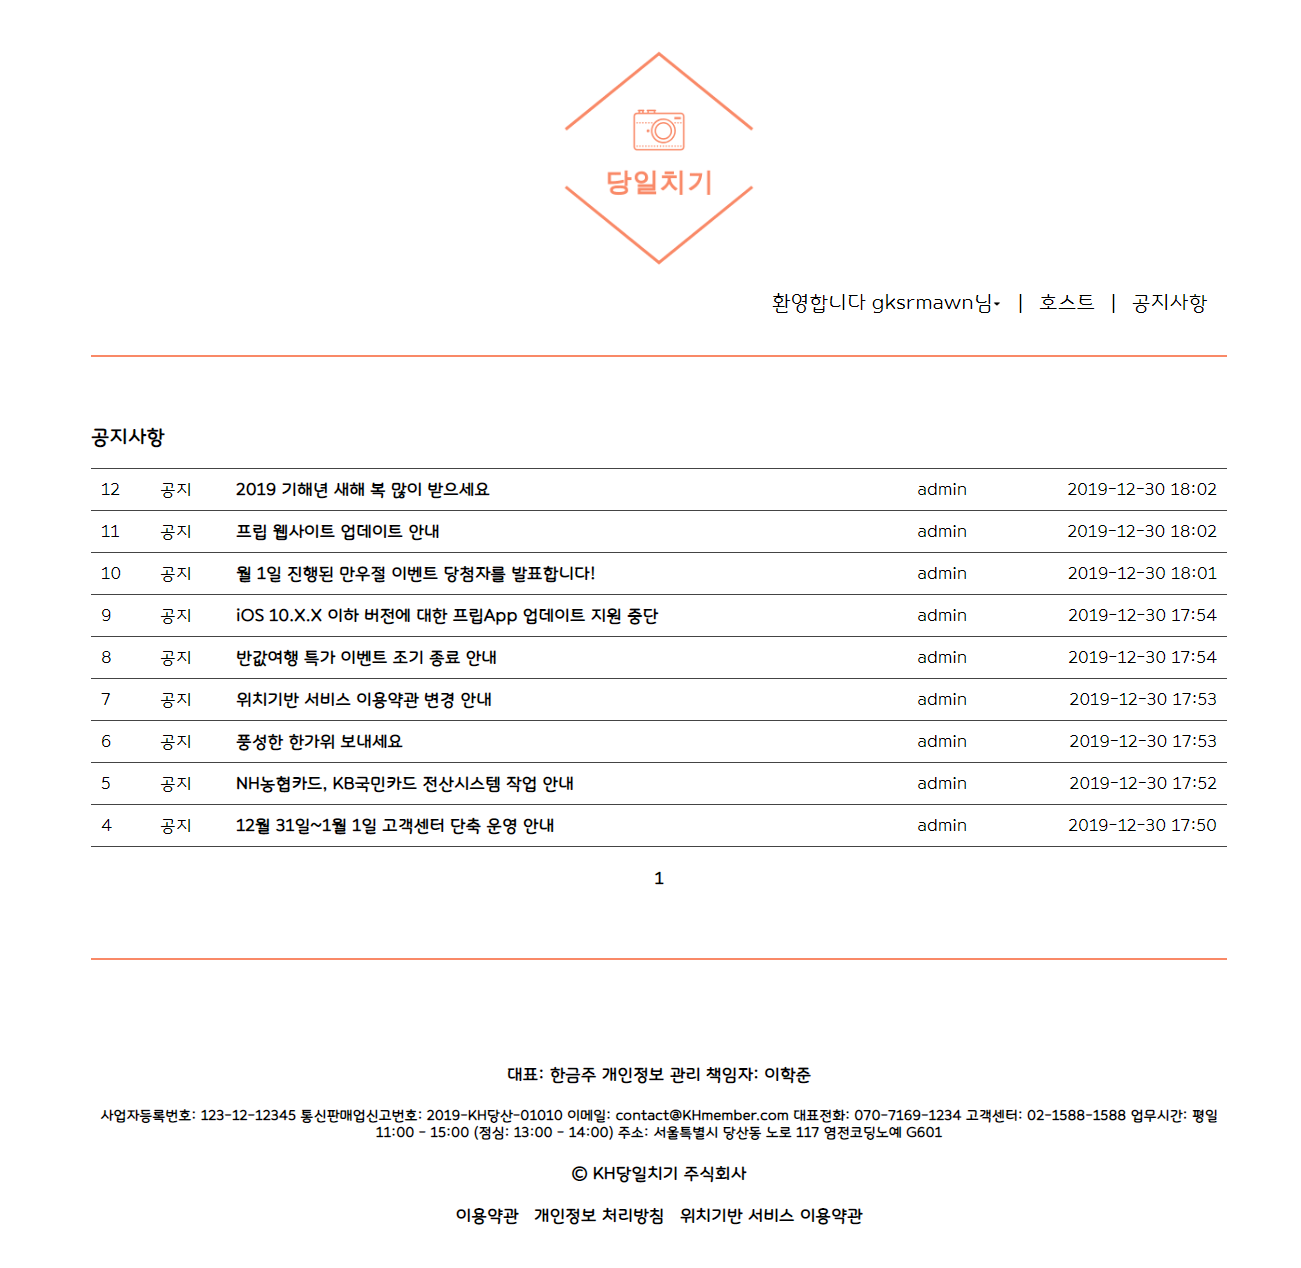 당일치기
환영합니다 gksrmawn님 | 호스트 | 공지사항
공지사항
12 공지 2019 기해년 새해 복 많이 받으세요 admin 2019-12-30 18:02
11 공지 프립 웹사이트 업데이트 안내 admin 2019-12-30 18:02
10 공지 월 1일 진행된 만우절 이벤트 당첨자를 발표합니다! admin 2019-12-30 18:01
9 공지 iOS 10.X.X 이하 버전에 대한 프립App 업데이트 지원 중단 admin 2019-12-30 17:54
8 공지 반값여행 특가 이벤트 조기 종료 안내 admin 2019-12-30 17:54
7 공지 위치기반 서비스 이용약관 변경 안내 admin 2019-12-30 17:53
6 공지 풍성한 한가위 보내세요 admin 2019-12-30 17:53
5 공지 NH농협카드, KB국민카드 전산시스템 작업 안내 admin 2019-12-30 17:52
4 공지 12월 31일~1월 1일 고객센터 단축 운영 안내 admin 2019-12-30 17:50
1
대표: 한금주 개인정보 관리 책임자: 이학준
사업자등록번호: 123-12-12345 통신판매업신고번호: 2019-KH당산-01010 이메일: contact@KHmember.com 대표전화: 070-7169-1234 고객센터: 02-1588-1588 업무시간: 평일
11:00 - 15:00 (점심: 13:00 - 14:00) 주소: 서울특별시 당산동 노로 117 염전코딩노예 G601
© KH당일치기 주식회사
이용약관 개인정보 처리방침 위치기반 서비스 이용약관